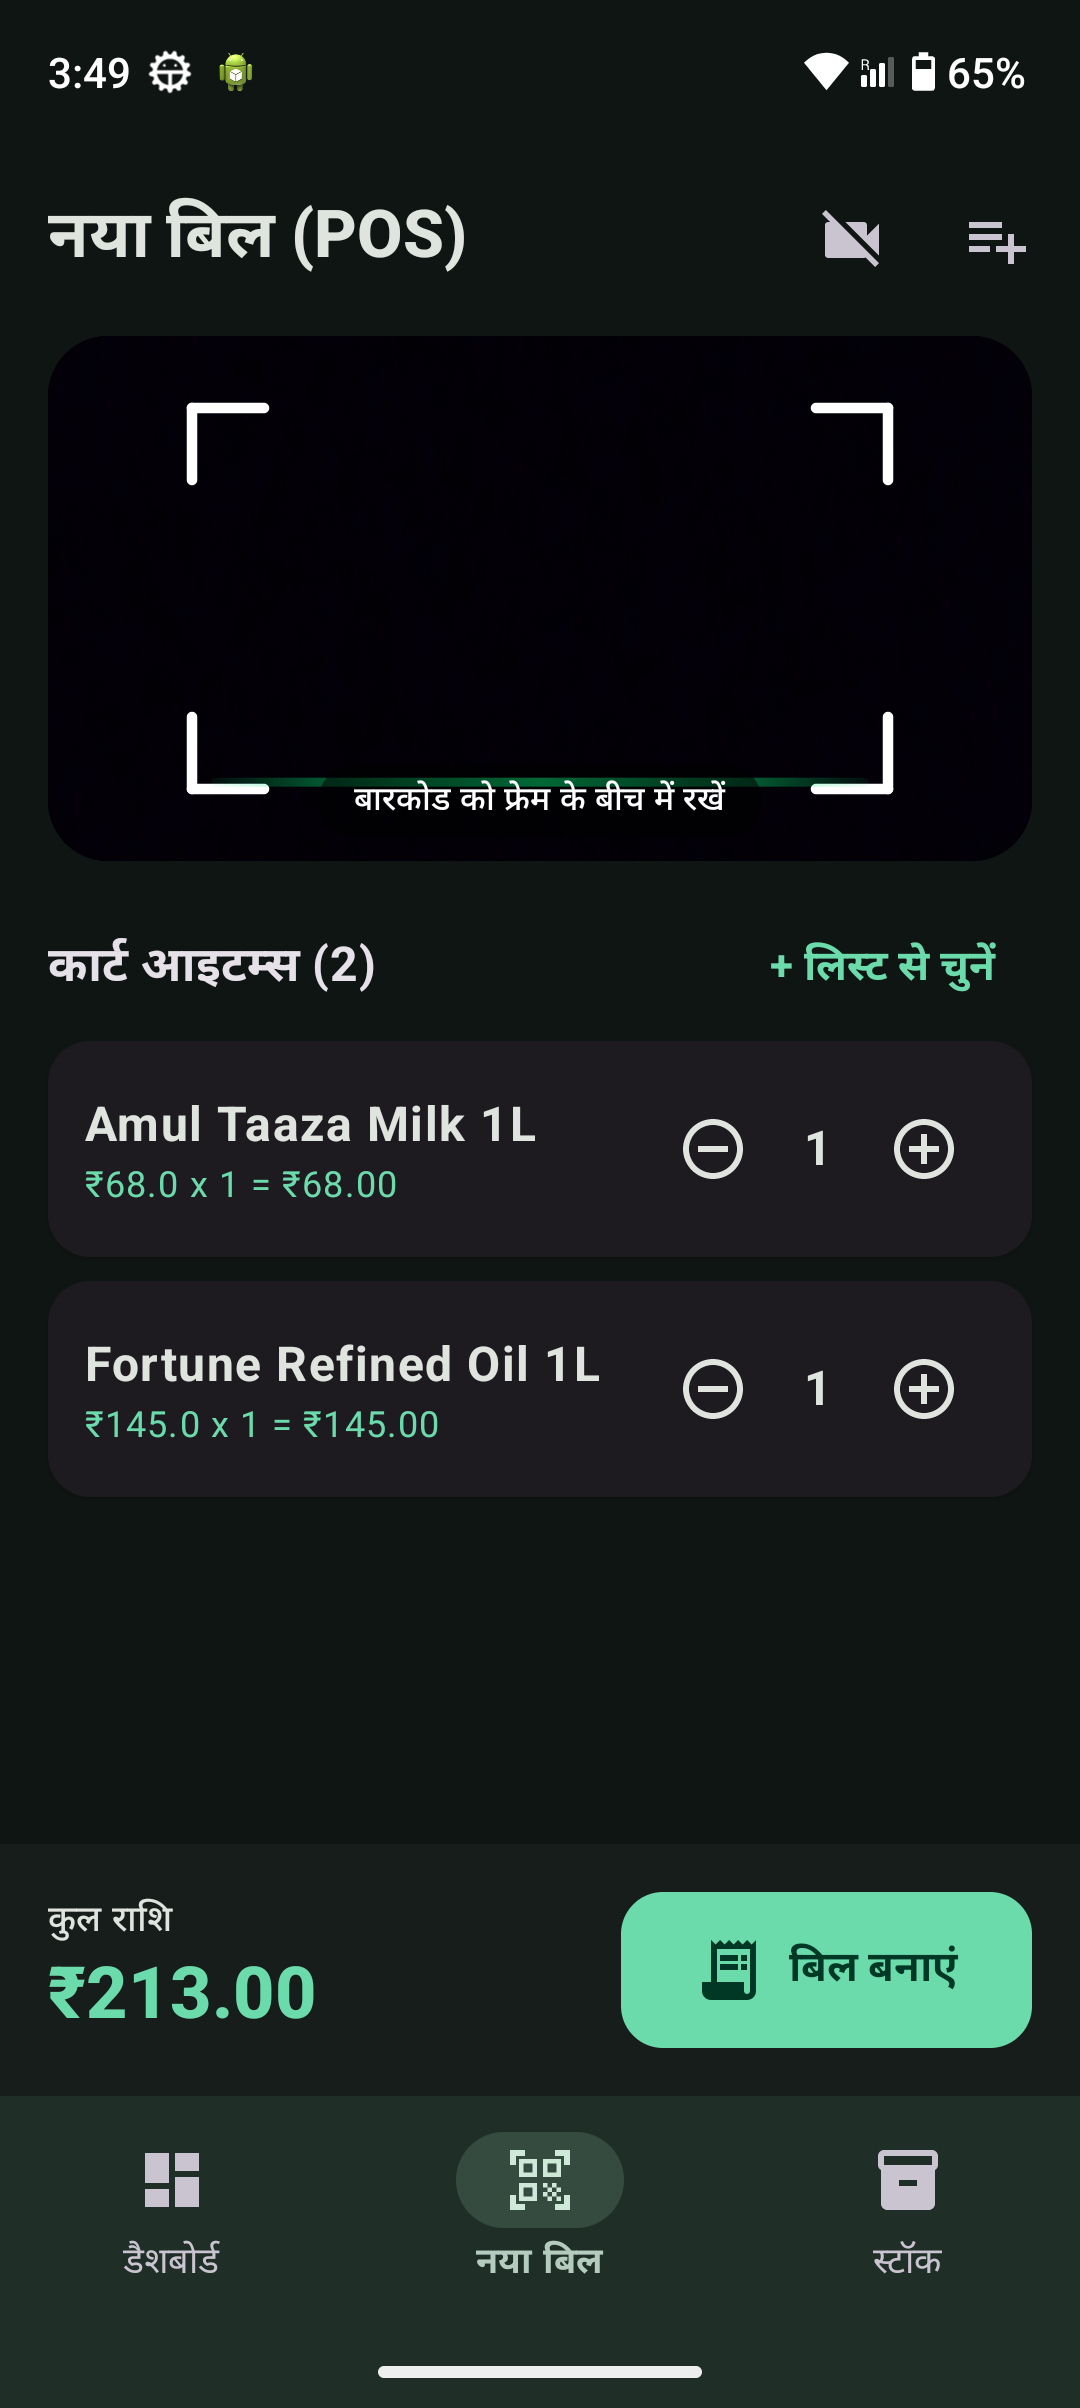 3:49
R
65%
नया बिल (POS)
बारकोड को फ्रेम के बीच में रखें
कार्ट आइटम्स (2)
+ लिस्ट से चुनें
Amul Taaza Milk 1L
₹68.0 x 1 = ₹68.00
1
Fortune Refined Oil 1L
₹145.0 x 1 = ₹145.00
1
कुल राशि
₹213.00
बिल बनाएं
डैशबोर्ड
नया बिल
स्टॉक